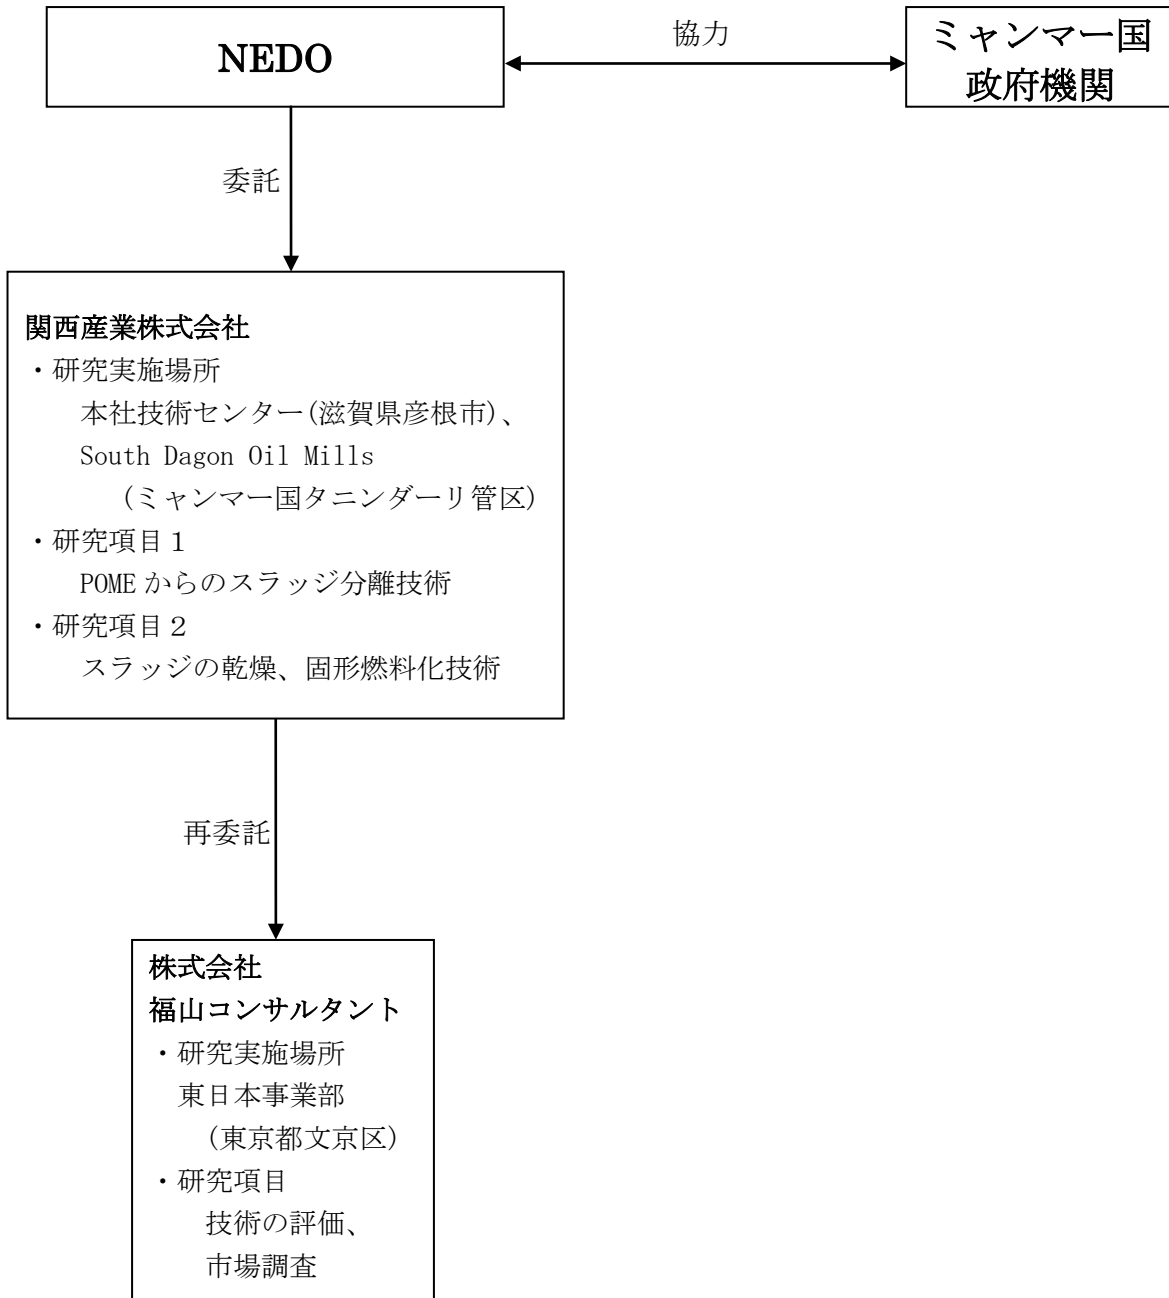 NEDO
協力
ミャンマー国
政府機関
委託
関西産業株式会社
・研究実施場所
本社技術センター(滋賀県彦根市)、
South Dagon Oil Mills
(ミャンマー国タニンダーリ管区)
・研究項目１
POMEからのスラッジ分離技術
・研究項目２
スラッジの乾燥、固形燃料化技術
再委託
株式会社
福山コンサルタント
・研究実施場所
東日本事業部
(東京都文京区)
・研究項目
技術の評価、
市場調査